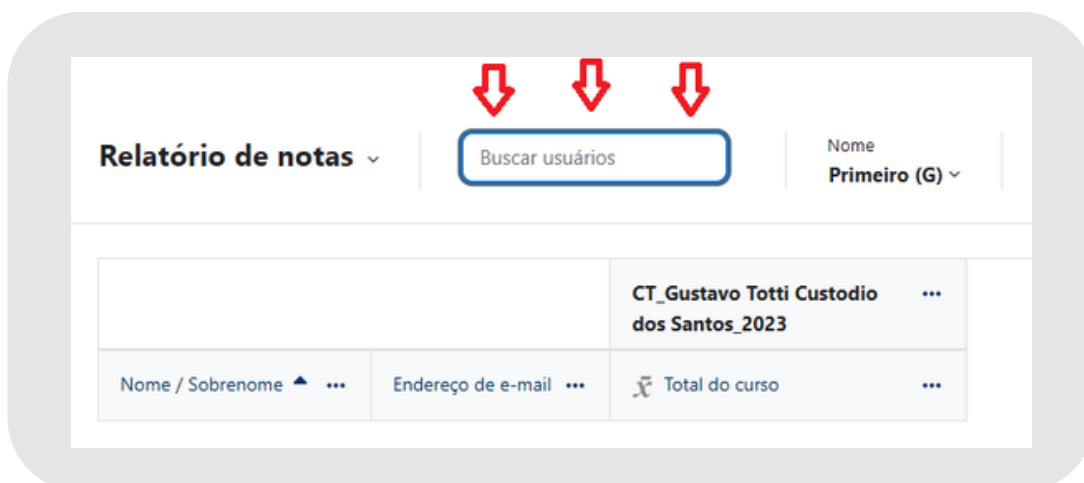 Relatório de notas
Buscar usuários
Nome
Primeiro (G)
CT_Gustavo Totti Custodio
dos Santos_2023
Nome / Sobrenome
Endereço de e-mail
x̄ Total do curso